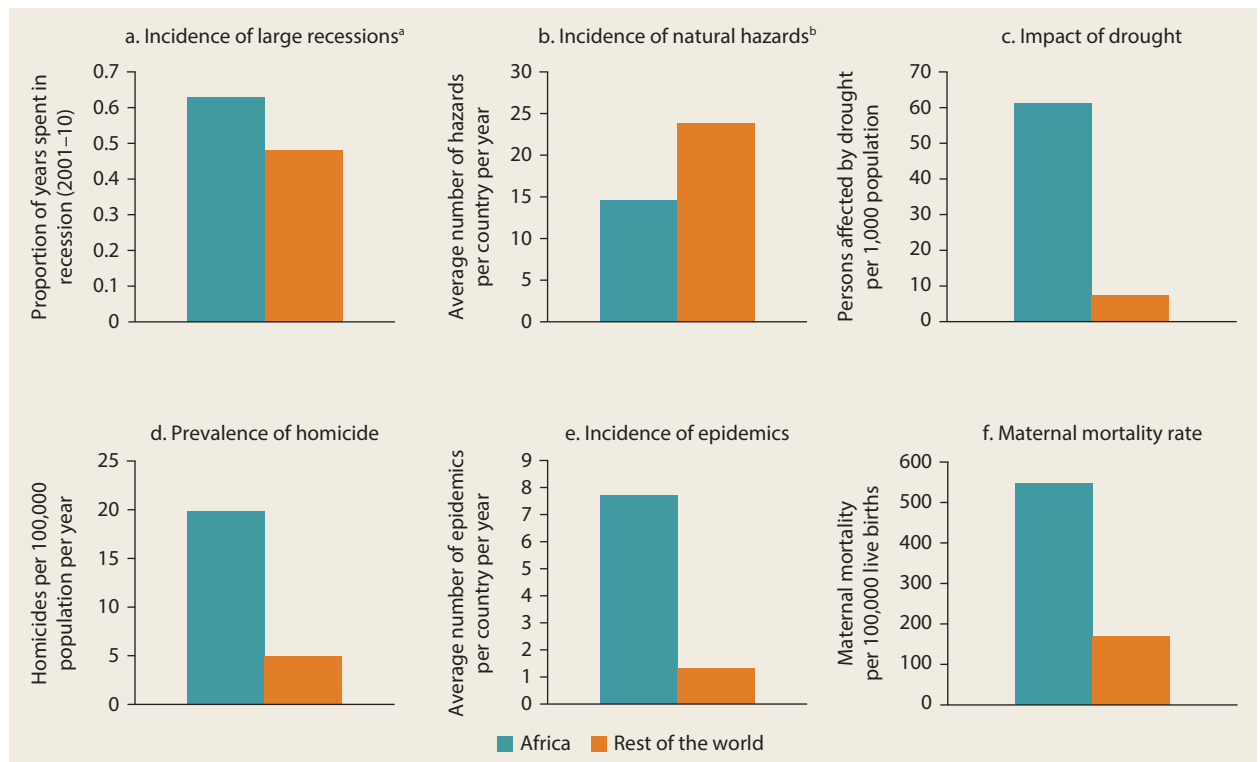 a. Incidence of large recessionsᵃ
Proportion of years spent in
recession (2001–10)
0.7
0.6
0.5
0.4
0.3
0.2
0.1
0
b. Incidence of natural hazardsᵇ
Average number of hazards
per country per year
30
25
20
15
10
5
0
c. Impact of drought
Persons affected by drought
per 1,000 population
70
60
50
40
30
20
10
0
d. Prevalence of homicide
Homicides per 100,000
population per year
25
20
15
10
5
0
e. Incidence of epidemics
Average number of epidemics
per country per year
9
8
7
6
5
4
3
2
1
0
f. Maternal mortality rate
Maternal mortality
per 100,000 live births
600
500
400
300
200
100
0
Africa
Rest of the world